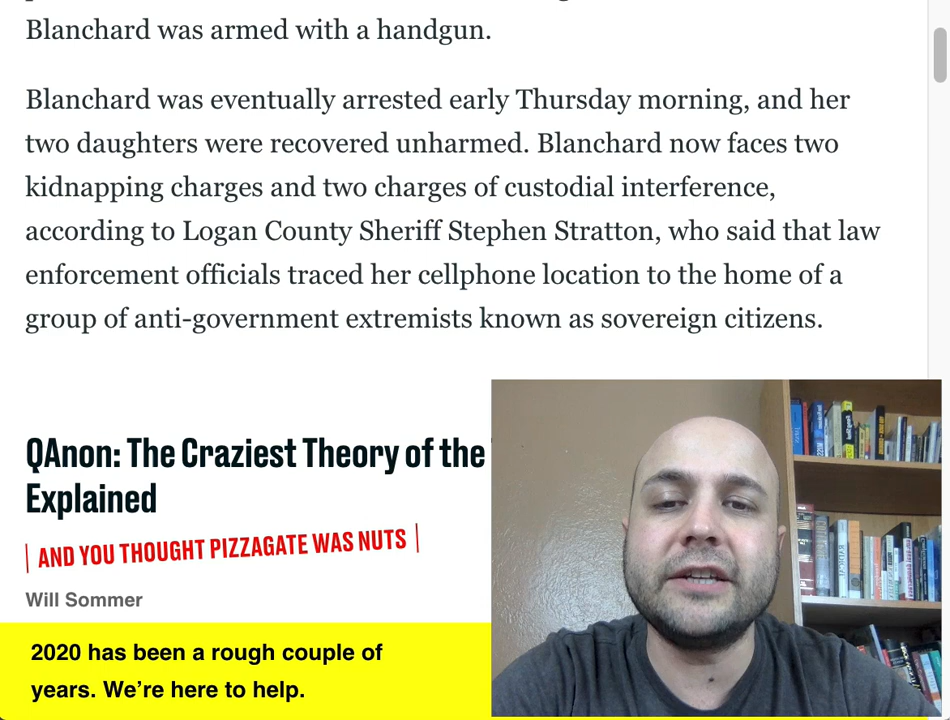 Blanchard was armed with a handgun.
Blanchard was eventually arrested early Thursday morning, and her
two daughters were recovered unharmed. Blanchard now faces two
kidnapping charges and two charges of custodial interference,
according to Logan County Sheriff Stephen Stratton, who said that law
enforcement officials traced her cellphone location to the home of a
group of anti-government extremists known as sovereign citizens.
QAnon: The Craziest Theory of the
Explained
AND YOU THOUGHT PIZZAGATE WAS NUTS
Will Sommer
2020 has been a rough couple of
years. We’re here to help.